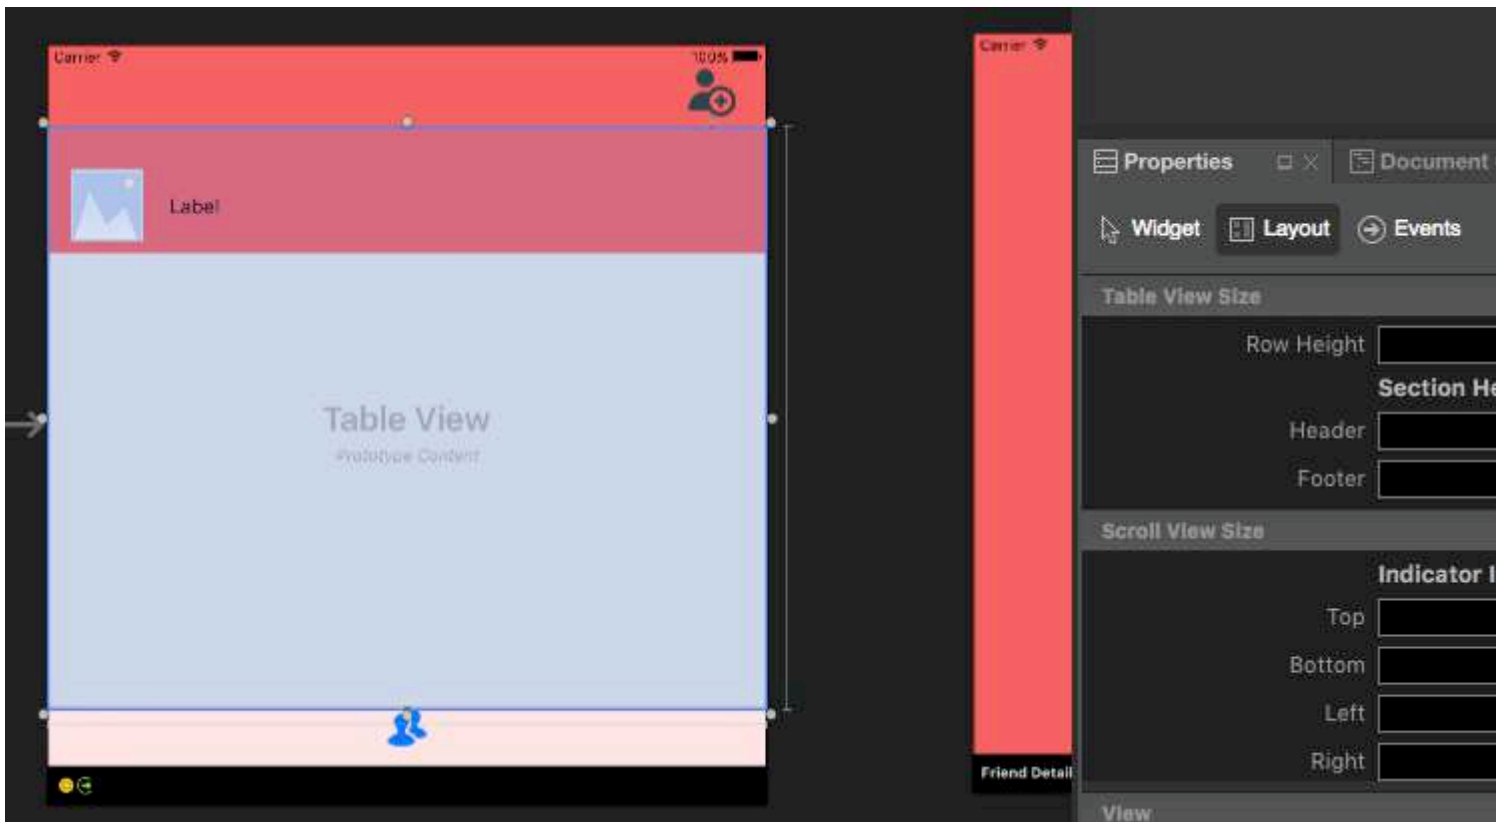 Carrier 100%
Label
Table View
Prototype Content
Carrier
Friend Detail
Properties
Document
Widget Layout Events
Table View Size
Row Height
Section He
Header
Footer
Scroll View Size
Indicator I
Top
Bottom
Left
Right
View